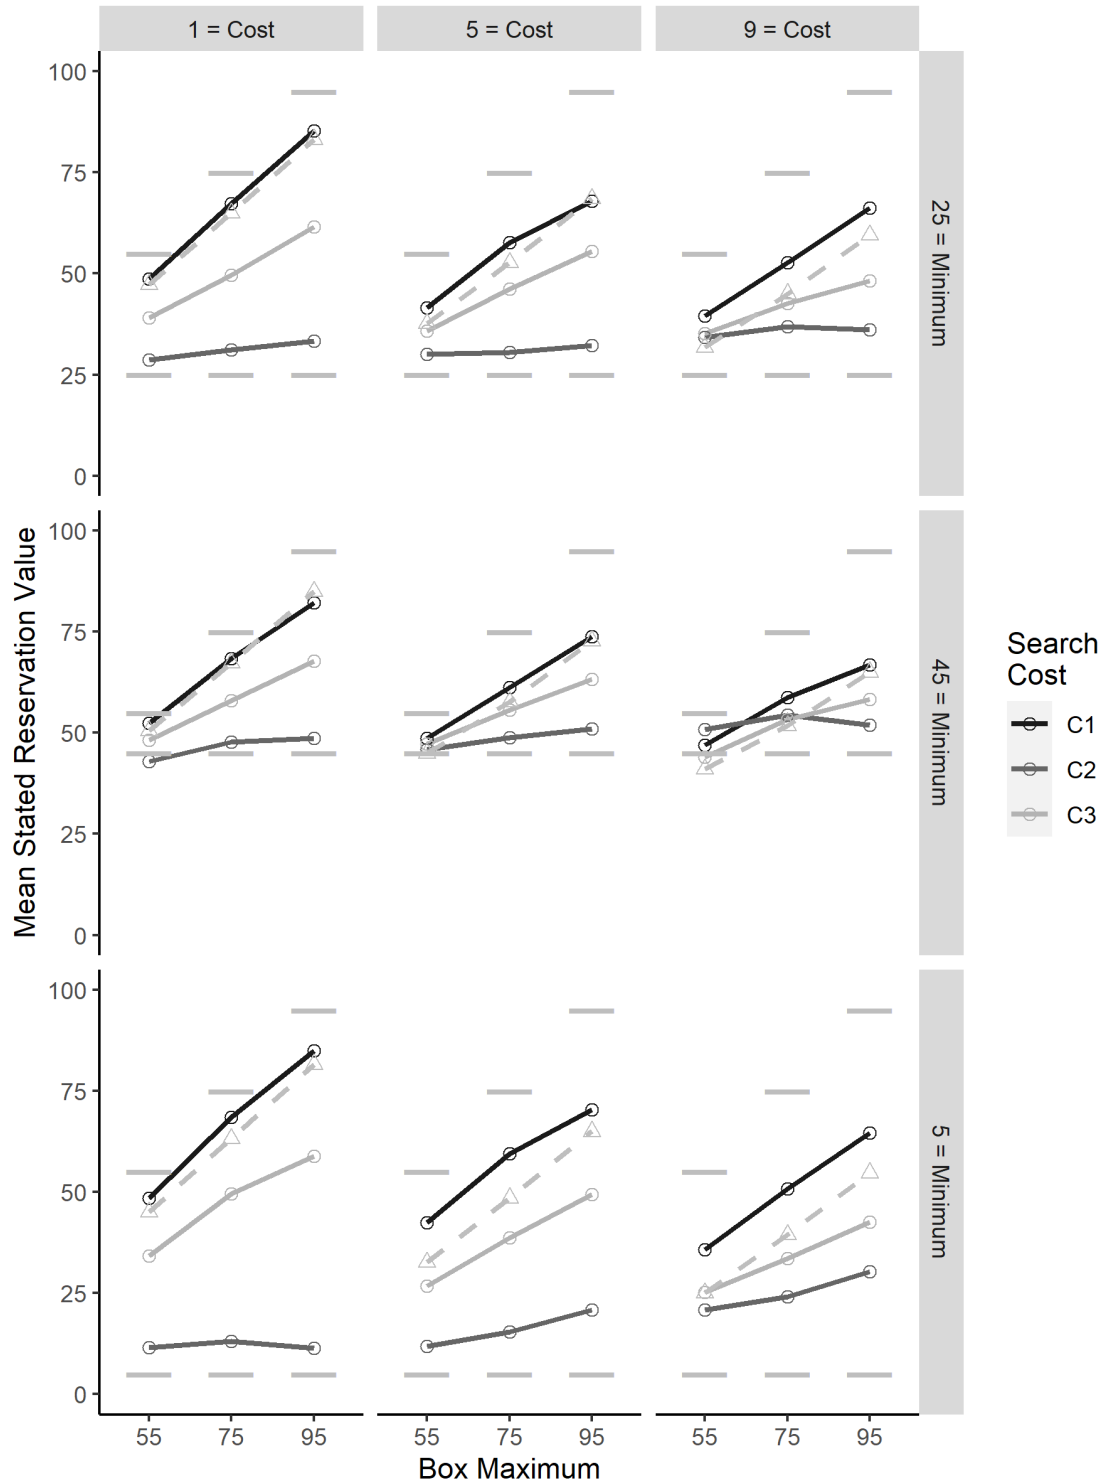 1 = Cost
5 = Cost
9 = Cost
100
75
50
25
0
25 = Minimum
Mean Stated Reservation Value
100
75
50
25
0
45 = Minimum
Search
Cost
C1
C2
C3
100
75
50
25
0
5 = Minimum
55 75 95 55 75 95 55 75 95
Box Maximum